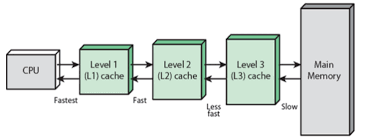 CPU
Level 1
(L1) cache
Level 2
(L2) cache
Level 3
(L3) cache
Main
Memory
Fastest
Fast
Less
fast
Slow